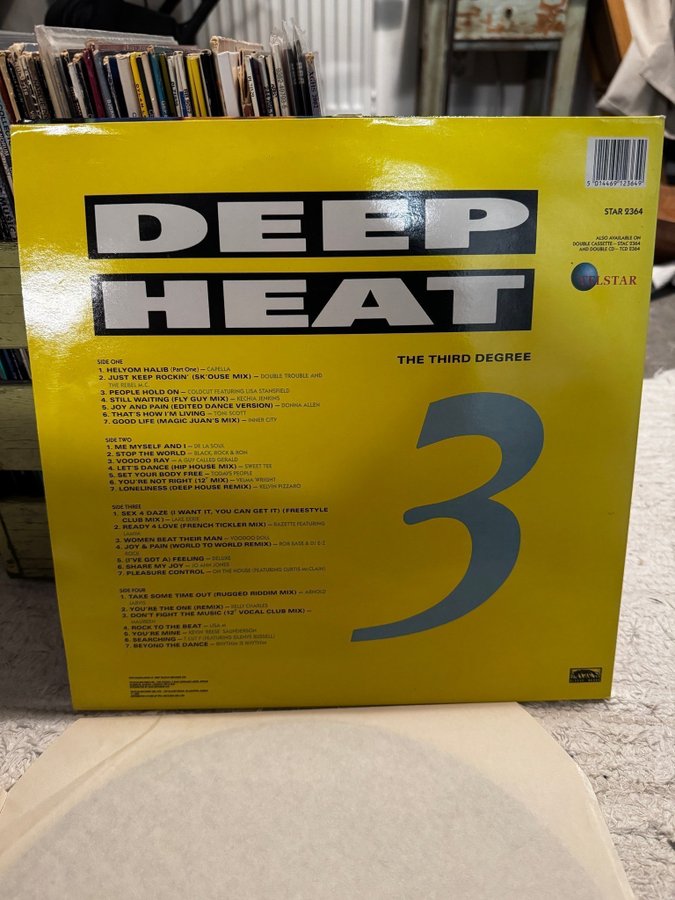 5 014469 123649
STAR 2364
ALSO AVAILABLE ON
DOUBLE CASSETTE – STAC 2364
AND DOUBLE CD – TCD 2364
TELSTAR
DEEP
HEAT
THE THIRD DEGREE
3
SIDE ONE
1. HELYOM HALIB (Part One) — CAPELLA
2. JUST KEEP ROCKIN' (SK'OUSE MIX) — DOUBLE TROUBLE AND
THE REBEL M.C.
3. PEOPLE HOLD ON — COLDCUT FEATURING LISA STANSFIELD
4. STILL WAITING (FLY GUY MIX) — KECHIA JENKINS
5. JOY AND PAIN (EDITED DANCE VERSION) — DONNA ALLEN
6. THAT'S HOW I'M LIVING — TONI SCOTT
7. GOOD LIFE (MAGIC JUAN'S MIX) — INNER CITY
SIDE TWO
1. ME MYSELF AND I — DE LA SOUL
2. STOP THE WORLD — BLACK, ROCK & RON
3. VOODOO RAY — A GUY CALLED GERALD
4. LET'S DANCE (HIP HOUSE MIX) — SWEET TEE
5. SET YOUR BODY FREE — TODAYS PEOPLE
6. YOU'RE NOT RIGHT (12" MIX) — VELMA WRIGHT
7. LONELINESS (DEEP HOUSE REMIX) — KELVIN PIZZARO
SIDE THREE
1. SEX 4 DAZE (I WANT IT, YOU CAN GET IT) (FREESTYLE
CLUB MIX) — LAKE EERIE
2. READY 4 LOVE (FRENCH TICKLER MIX) — RAZETTE FEATURING
LAMYA
3. WOMEN BEAT THEIR MAN — VOODOO DOLL
4. JOY & PAIN (WORLD TO WORLD REMIX) — ROB BASE & DJ E-Z
ROCK
5. (I'VE GOT A) FEELING — DELUXE
6. SHARE MY JOY — JO ANN JONES
7. PLEASURE CONTROL — ON THE HOUSE (FEATURING CURTIS McCLAIN)
SIDE FOUR
1. TAKE SOME TIME OUT (RUGGED RIDDIM MIX) — ARNOLD
JARVIS
2. YOU'RE THE ONE (REMIX) — KELLY CHARLES
3. DON'T FIGHT THE MUSIC (12" VOCAL CLUB MIX) —
4. ROCK TO THE BEAT — LISA M
5. YOU'RE MINE — KEVIN 'REESE' SAUNDERSON
6. SEARCHING —
7. BEYOND THE DANCE — RHYTHIM IS RHYTHIM